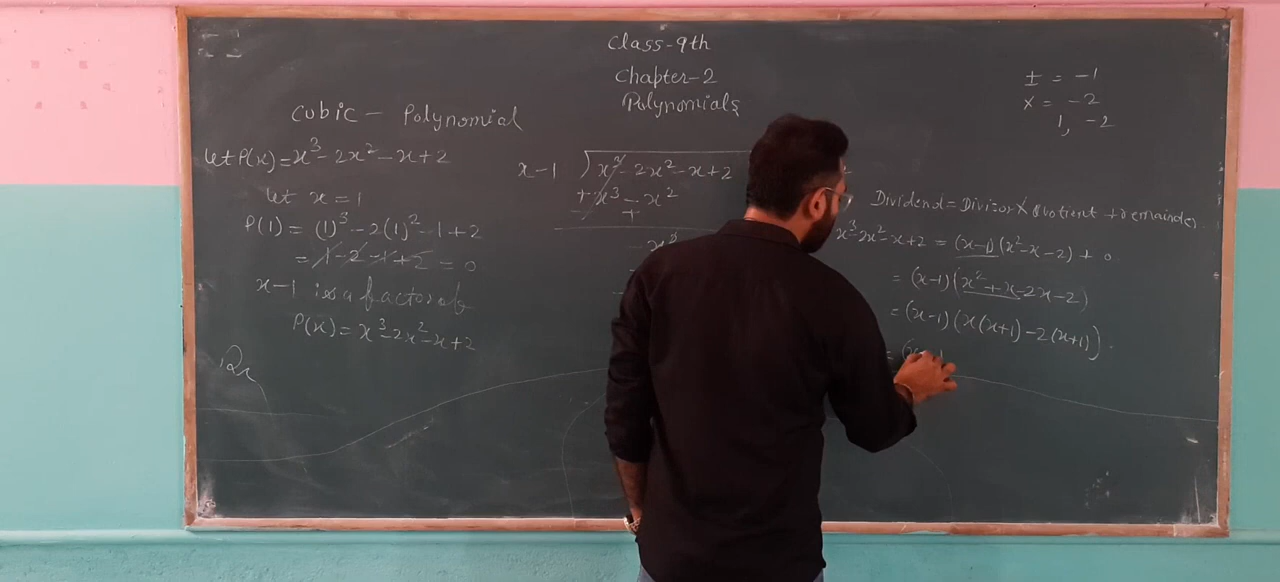 Class-9th
Chapter-2
Polynomials
Cubic - Polynomial
let P(x) = x³ - 2x² - x + 2
let x = 1
P(1) = (1)³ - 2(1)² - 1 + 2
= 1 - 2 - 1 + 2 = 0
x-1 is a factor of
P(x) = x³ - 2x² - x + 2
x-1 ) x³ - 2x² - x + 2
+x³ - x²
- +
- x²
± = -1
× = -2
1, -2
Dividend = Divisor × Quotient + remainder
x³ 2x² - x + 2 = (x-1)(x² - x - 2) + 0
= (x-1)(x² + x - 2x - 2)
= (x-1)(x(x+1) - 2(x+1)).
= (x-1